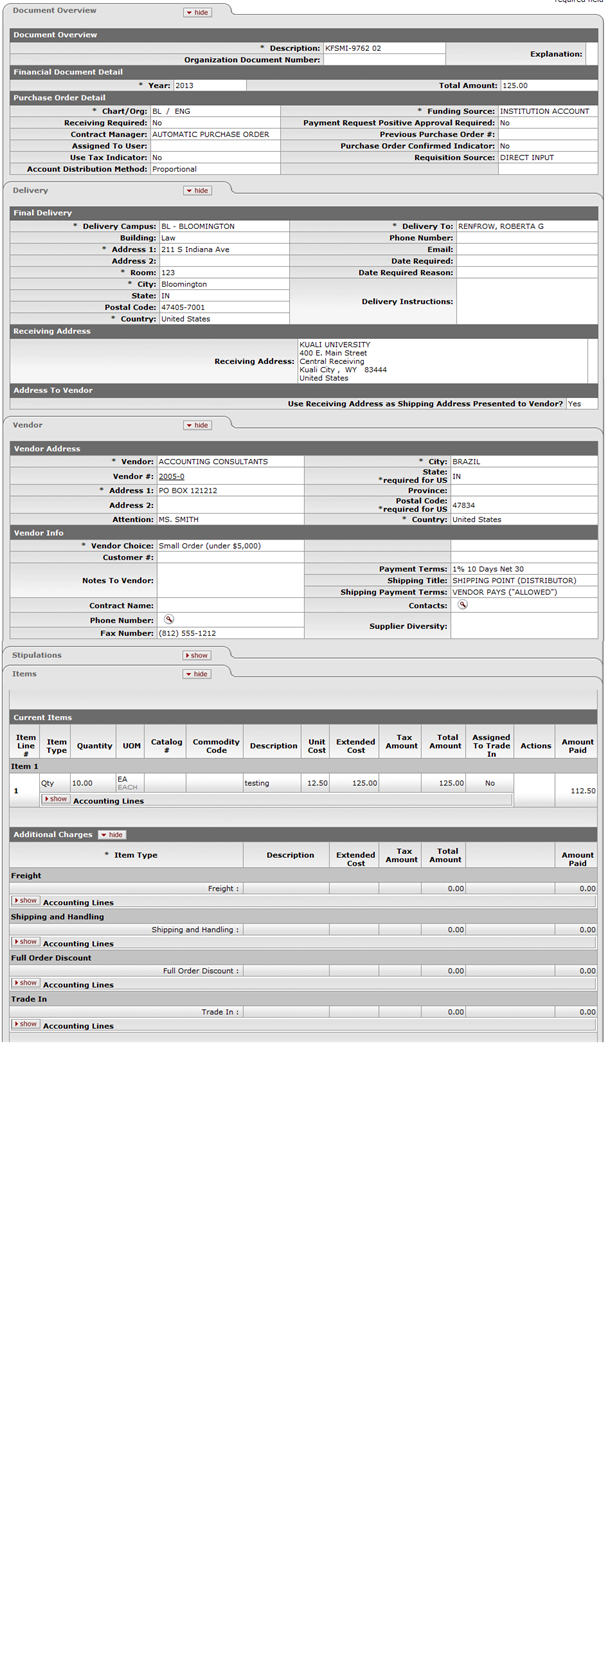 required field
Document Overview hide
Document Overview
* Description: KFSMI-9762 02 Explanation:
Organization Document Number:
Financial Document Detail
* Year: 2013 Total Amount: 125.00
Purchase Order Detail
* Chart/Org: BL / ENG * Funding Source: INSTITUTION ACCOUNT
Receiving Required: No Payment Request Positive Approval Required: No
Contract Manager: AUTOMATIC PURCHASE ORDER Previous Purchase Order #:
Assigned To User: Purchase Order Confirmed Indicator: No
Use Tax Indicator: No Requisition Source: DIRECT INPUT
Account Distribution Method: Proportional
Delivery hide
Final Delivery
* Delivery Campus: BL - BLOOMINGTON * Delivery To: RENFROW, ROBERTA G
Building: Law Phone Number:
* Address 1: 211 S Indiana Ave Email:
Address 2: Date Required:
* Room: 123 Date Required Reason:
* City: Bloomington
State: IN
Delivery Instructions:
Postal Code: 47405-7001
* Country: United States
Receiving Address
Receiving Address: KUALI UNIVERSITY
400 E. Main Street
Central Receiving
Kuali City , WY 83444
United States
Address To Vendor
Use Receiving Address as Shipping Address Presented to Vendor? Yes
Vendor hide
Vendor Address
* Vendor: ACCOUNTING CONSULTANTS * City: BRAZIL
Vendor #: 2005-0 State: *required for US IN
* Address 1: PO BOX 121212 Province:
Address 2: Postal Code: *required for US 47834
Attention: MS. SMITH * Country: United States
Vendor Info
* Vendor Choice: Small Order (under $5,000)
Customer #:
Notes To Vendor: Payment Terms: 1% 10 Days Net 30
Shipping Title: SHIPPING POINT (DISTRIBUTOR)
Shipping Payment Terms: VENDOR PAYS ("ALLOWED")
Contract Name: Contacts:
Phone Number: Supplier Diversity:
Fax Number: (812) 555-1212
Stipulations show
Items hide
Current Items
Item Line # Item Type Quantity UOM Catalog # Commodity Code Description Unit Cost Extended Cost Tax Amount Total Amount Assigned To Trade In Actions Amount Paid
Item 1
1 Qty 10.00 EA EACH testing 12.50 125.00 125.00 No 112.50
show Accounting Lines
Additional Charges hide
* Item Type Description Extended Cost Tax Amount Total Amount Amount Paid
Freight
Freight : 0.00 0.00
show Accounting Lines
Shipping and Handling
Shipping and Handling : 0.00 0.00
show Accounting Lines
Full Order Discount
Full Order Discount : 0.00 0.00
show Accounting Lines
Trade In
Trade In : 0.00 0.00
show Accounting Lines